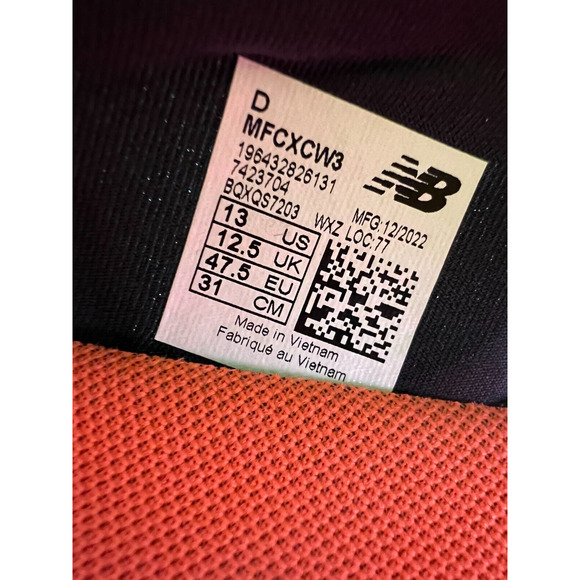 D
MFCXCW3
196432826131
7423704
BQXQS7203
WXZ
MFG:12/2022
LOC:77
NB
13 US
12.5 UK
47.5 EU
31 CM
Made in Vietnam
Fabriqué au Vietnam